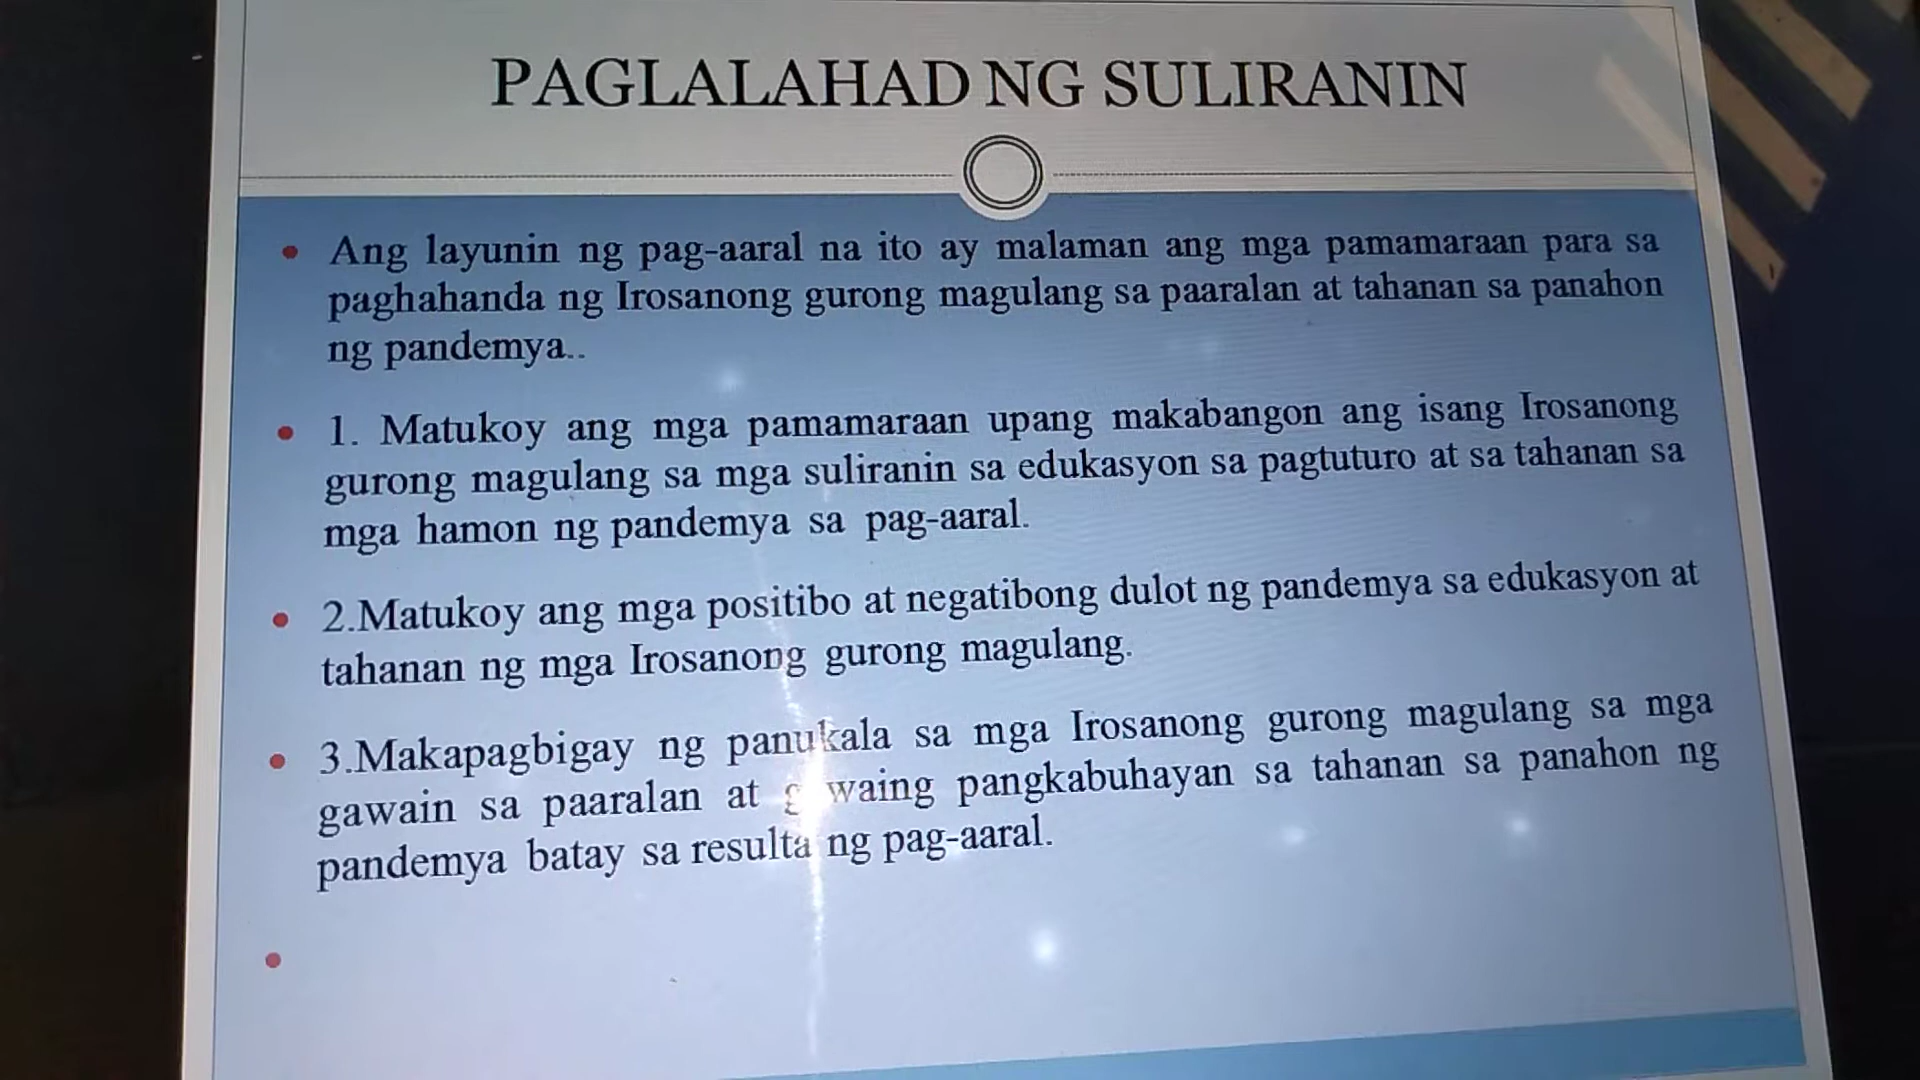 PAGLALAHAD NG SULIRANIN
• Ang layunin ng pag-aaral na ito ay malaman ang mga pamamaraan para sa
paghahanda ng Irosanong gurong magulang sa paaralan at tahanan sa panahon
ng pandemya..
• 1. Matukoy ang mga pamamaraan upang makabangon ang isang Irosanong
gurong magulang sa mga suliranin sa edukasyon sa pagtuturo at sa tahanan sa
mga hamon ng pandemya sa pag-aaral.
• 2.Matukoy ang mga positibo at negatibong dulot ng pandemya sa edukasyon at
tahanan ng mga Irosanong gurong magulang.
• 3.Makapagbigay ng panukala sa mga Irosanong gurong magulang sa mga
gawain sa paaralan at gawaing pangkabuhayan sa tahanan sa panahon ng
pandemya batay sa resulta ng pag-aaral.
•